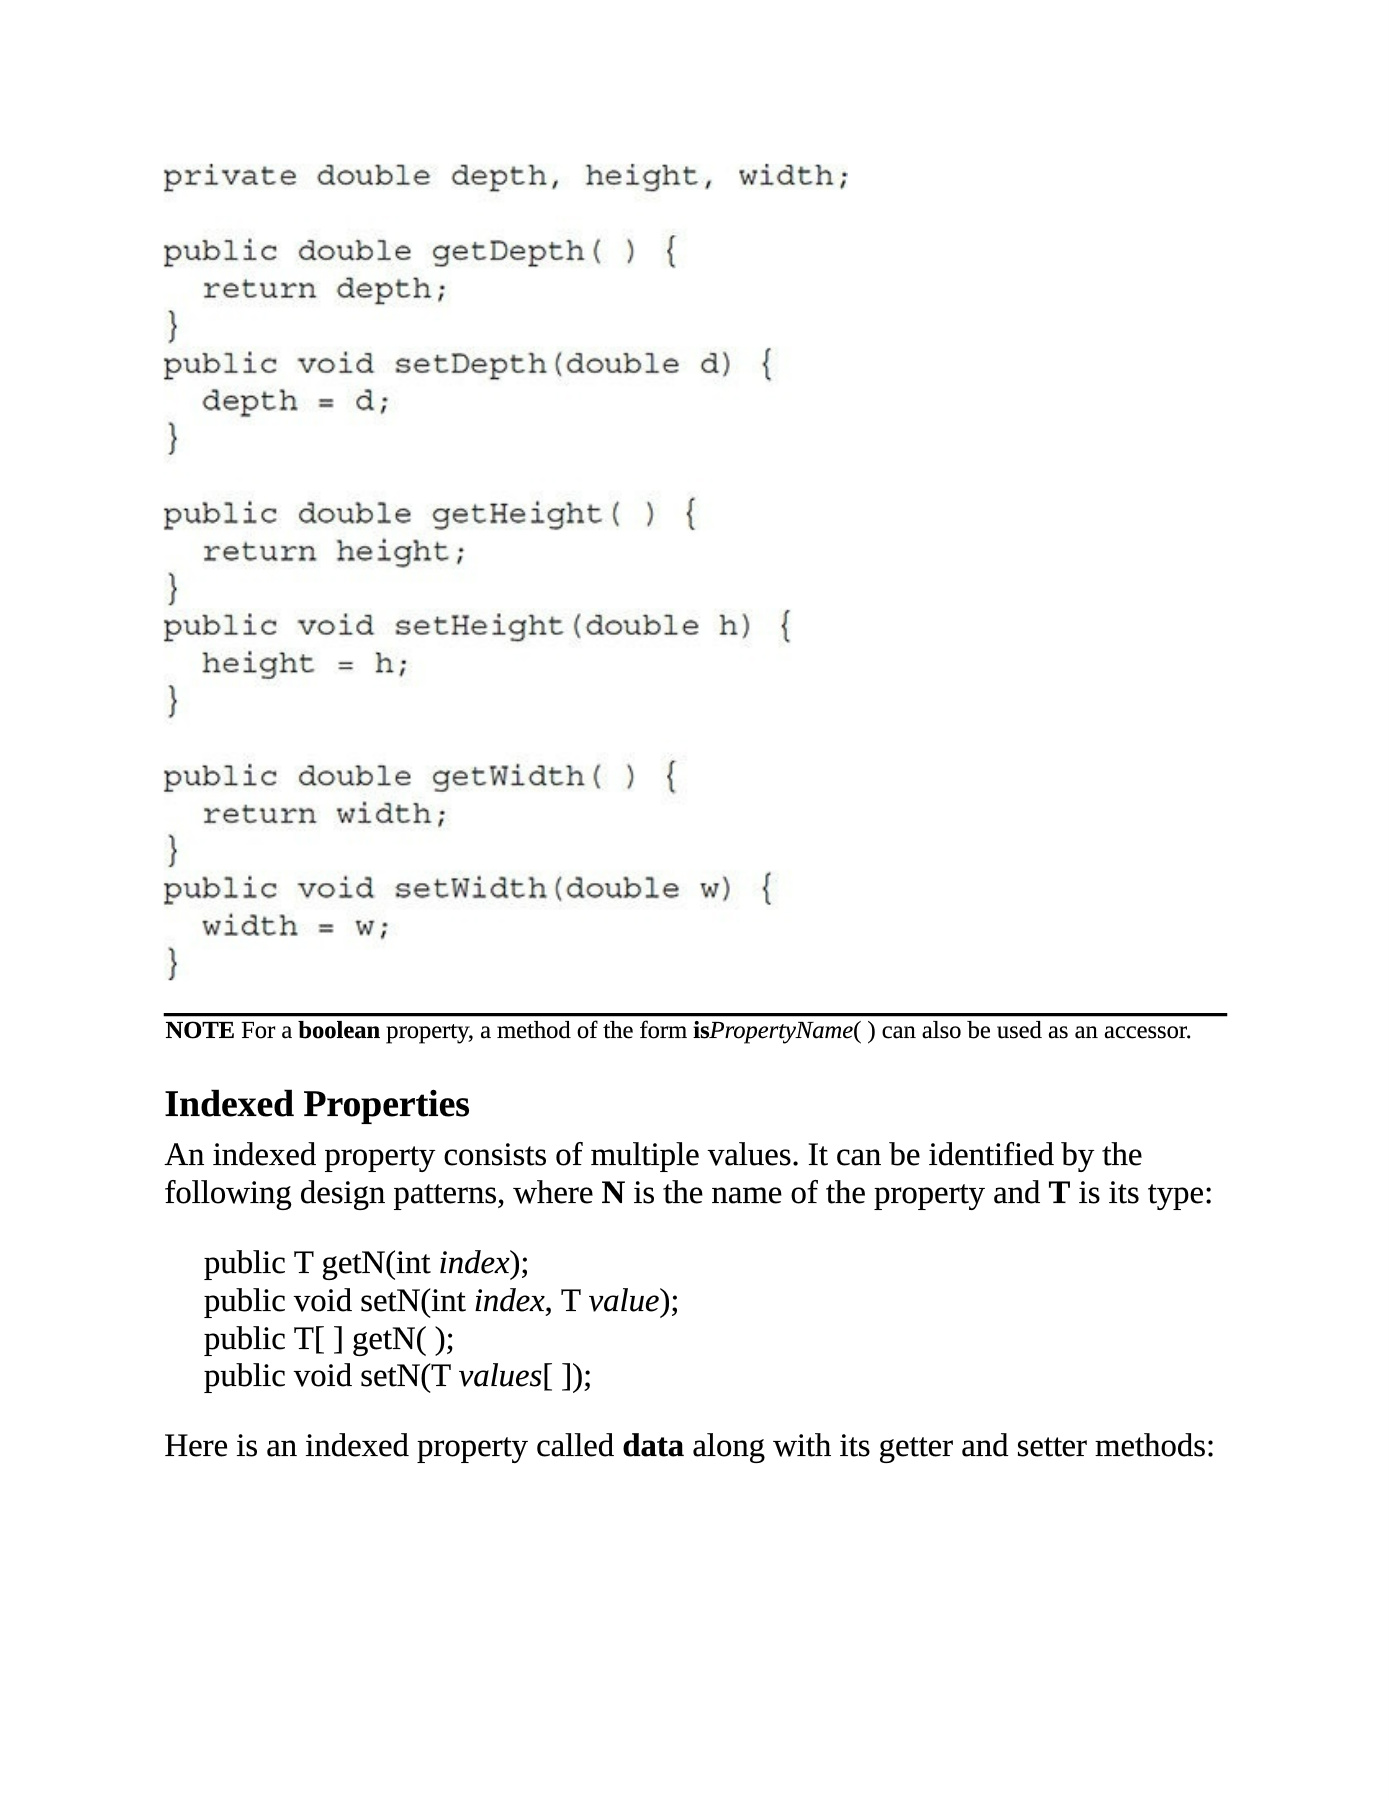 private double depth, height, width;
public double getDepth( ) {
  return depth;
}
public void setDepth(double d) {
  depth = d;
}
public double getHeight( ) {
  return height;
}
public void setHeight(double h) {
  height = h;
}
public double getWidth( ) {
  return width;
}
public void setWidth(double w) {
  width = w;
}
NOTE For a boolean property, a method of the form isPropertyName( ) can also be used as an accessor.
Indexed Properties
An indexed property consists of multiple values. It can be identified by the
following design patterns, where N is the name of the property and T is its type:
public T getN(int index);
public void setN(int index, T value);
public T[ ] getN( );
public void setN(T values[ ]);
Here is an indexed property called data along with its getter and setter methods: